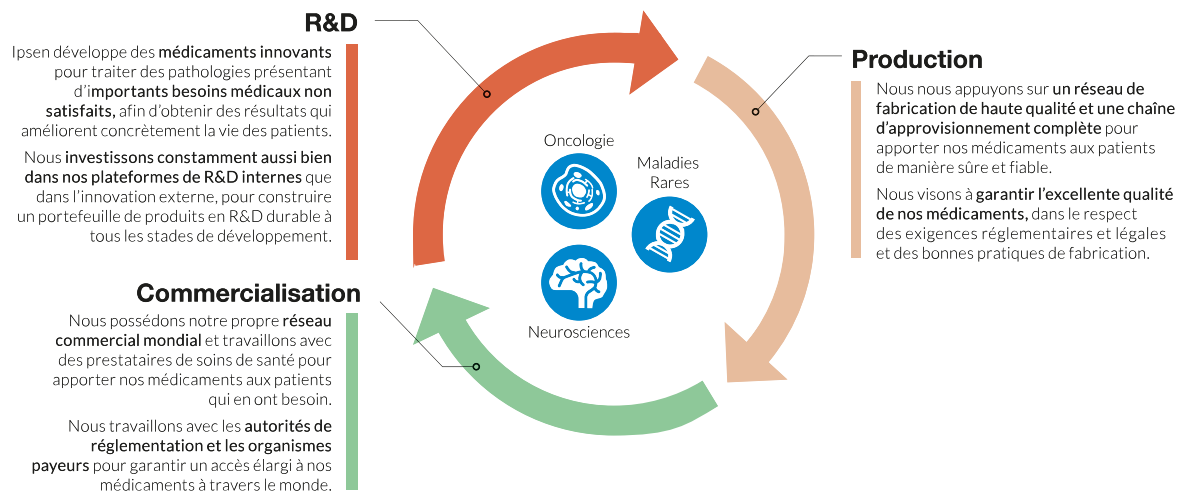 R&D
Ipsen développe des médicaments innovants
pour traiter des pathologies présentant
d’importants besoins médicaux non
satisfaits, afin d’obtenir des résultats qui
améliorent concrètement la vie des patients.
Nous investissons constamment aussi bien
dans nos plateformes de R&D internes que
dans l’innovation externe, pour construire
un portefeuille de produits en R&D durable à
tous les stades de développement.
Production
Nous nous appuyons sur un réseau de
fabrication de haute qualité et une chaîne
d’approvisionnement complète pour
apporter nos médicaments aux patients
de manière sûre et fiable.
Nous visons à garantir l’excellente qualité
de nos médicaments, dans le respect
des exigences réglementaires et légales
et des bonnes pratiques de fabrication.
Oncologie
Maladies
Rares
Neurosciences
Commercialisation
Nous possédons notre propre réseau
commercial mondial et travaillons avec
des prestataires de soins de santé pour
apporter nos médicaments aux patients
qui en ont besoin.
Nous travaillons avec les autorités de
réglementation et les organismes
payeurs pour garantir un accès élargi à nos
médicaments à travers le monde,